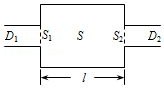 D₁ S₁ S S₂ D₂
l